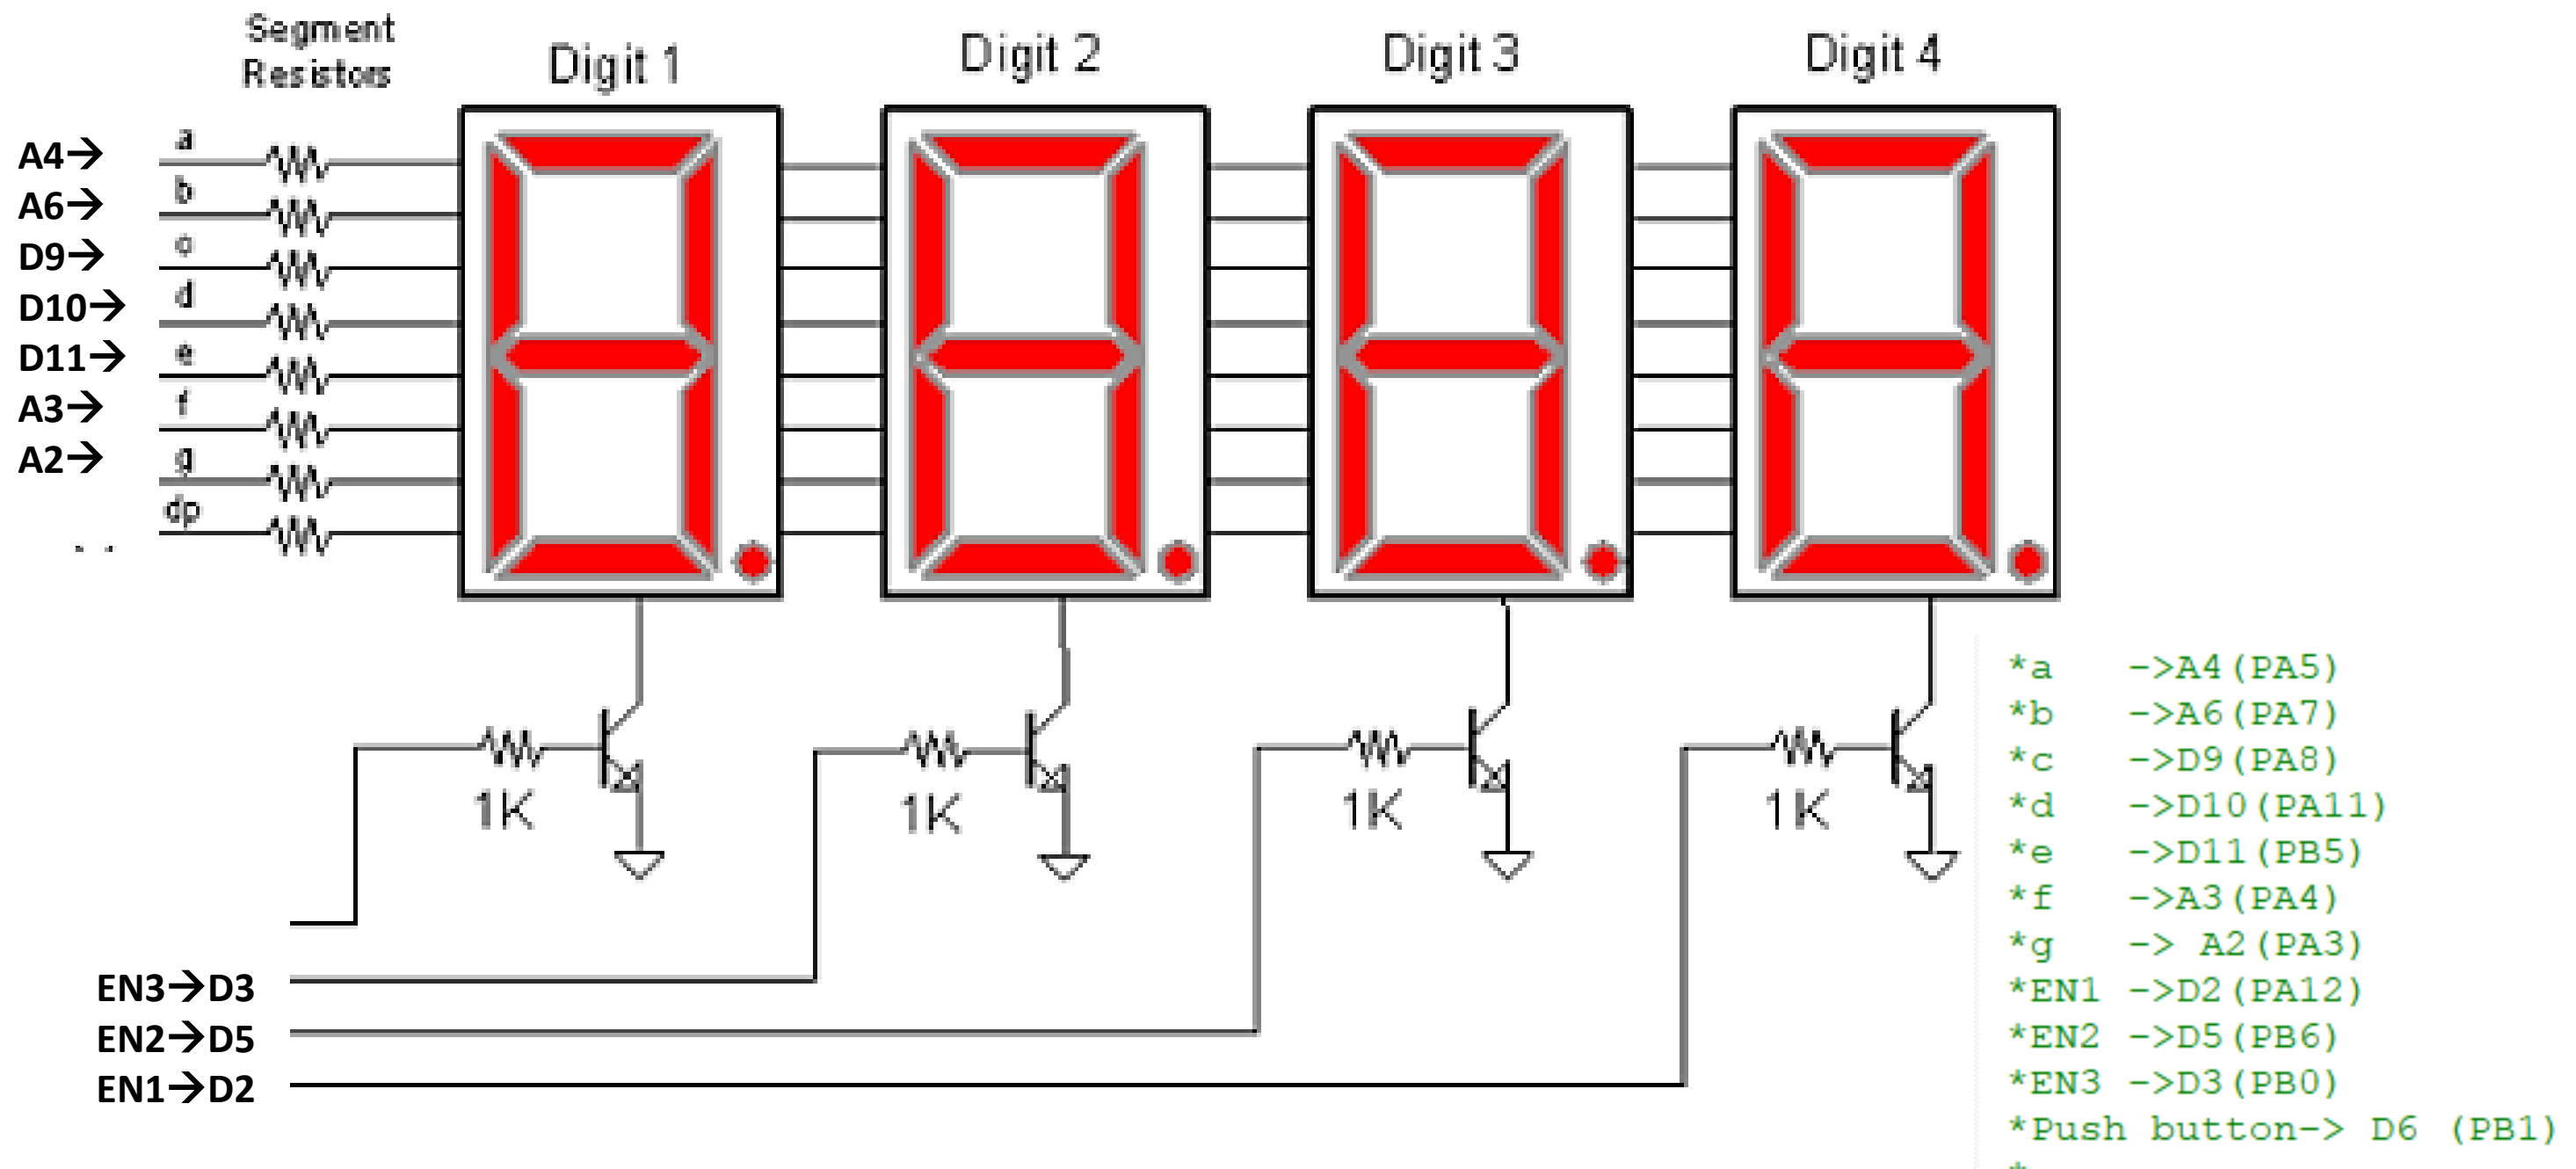 Segment
Resistors
Digit 1
Digit 2
Digit 3
Digit 4
A4→ a
A6→ b
D9→ c
D10→ d
D11→ e
A3→ f
A2→ g
dp
1K
1K
1K
1K
EN3→D3
EN2→D5
EN1→D2
*a ->A4(PA5)
*b ->A6(PA7)
*c ->D9(PA8)
*d ->D10(PA11)
*e ->D11(PB5)
*f ->A3(PA4)
*g -> A2(PA3)
*EN1 ->D2(PA12)
*EN2 ->D5(PB6)
*EN3 ->D3(PB0)
*Push button-> D6 (PB1)